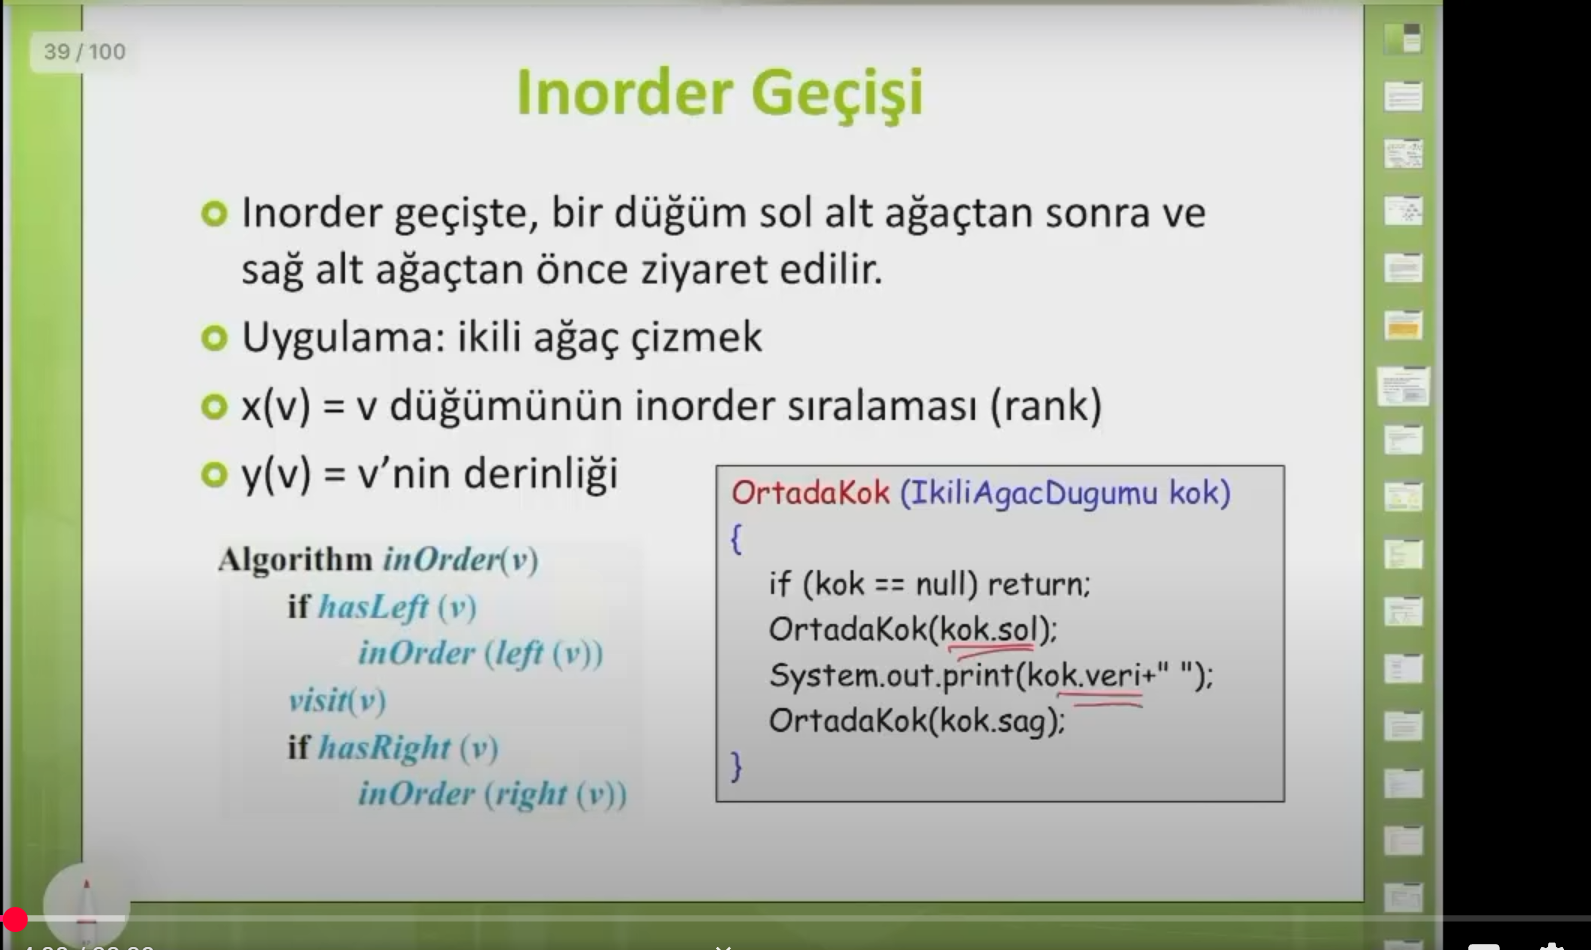 39 / 100
Inorder Geçişi
Inorder geçişte, bir düğüm sol alt ağaçtan sonra ve
sağ alt ağaçtan önce ziyaret edilir.
Uygulama: ikili ağaç çizmek
x(v) = v düğümünün inorder sıralaması (rank)
y(v) = v’nin derinliği
Algorithm inOrder(v)
if hasLeft (v)
inOrder (left (v))
visit(v)
if hasRight (v)
inOrder (right (v))
OrtadaKok (IkiliAgacDugumu kok)
{
if (kok == null) return;
OrtadaKok(kok.sol);
System.out.print(kok.veri+" ");
OrtadaKok(kok.sag);
}